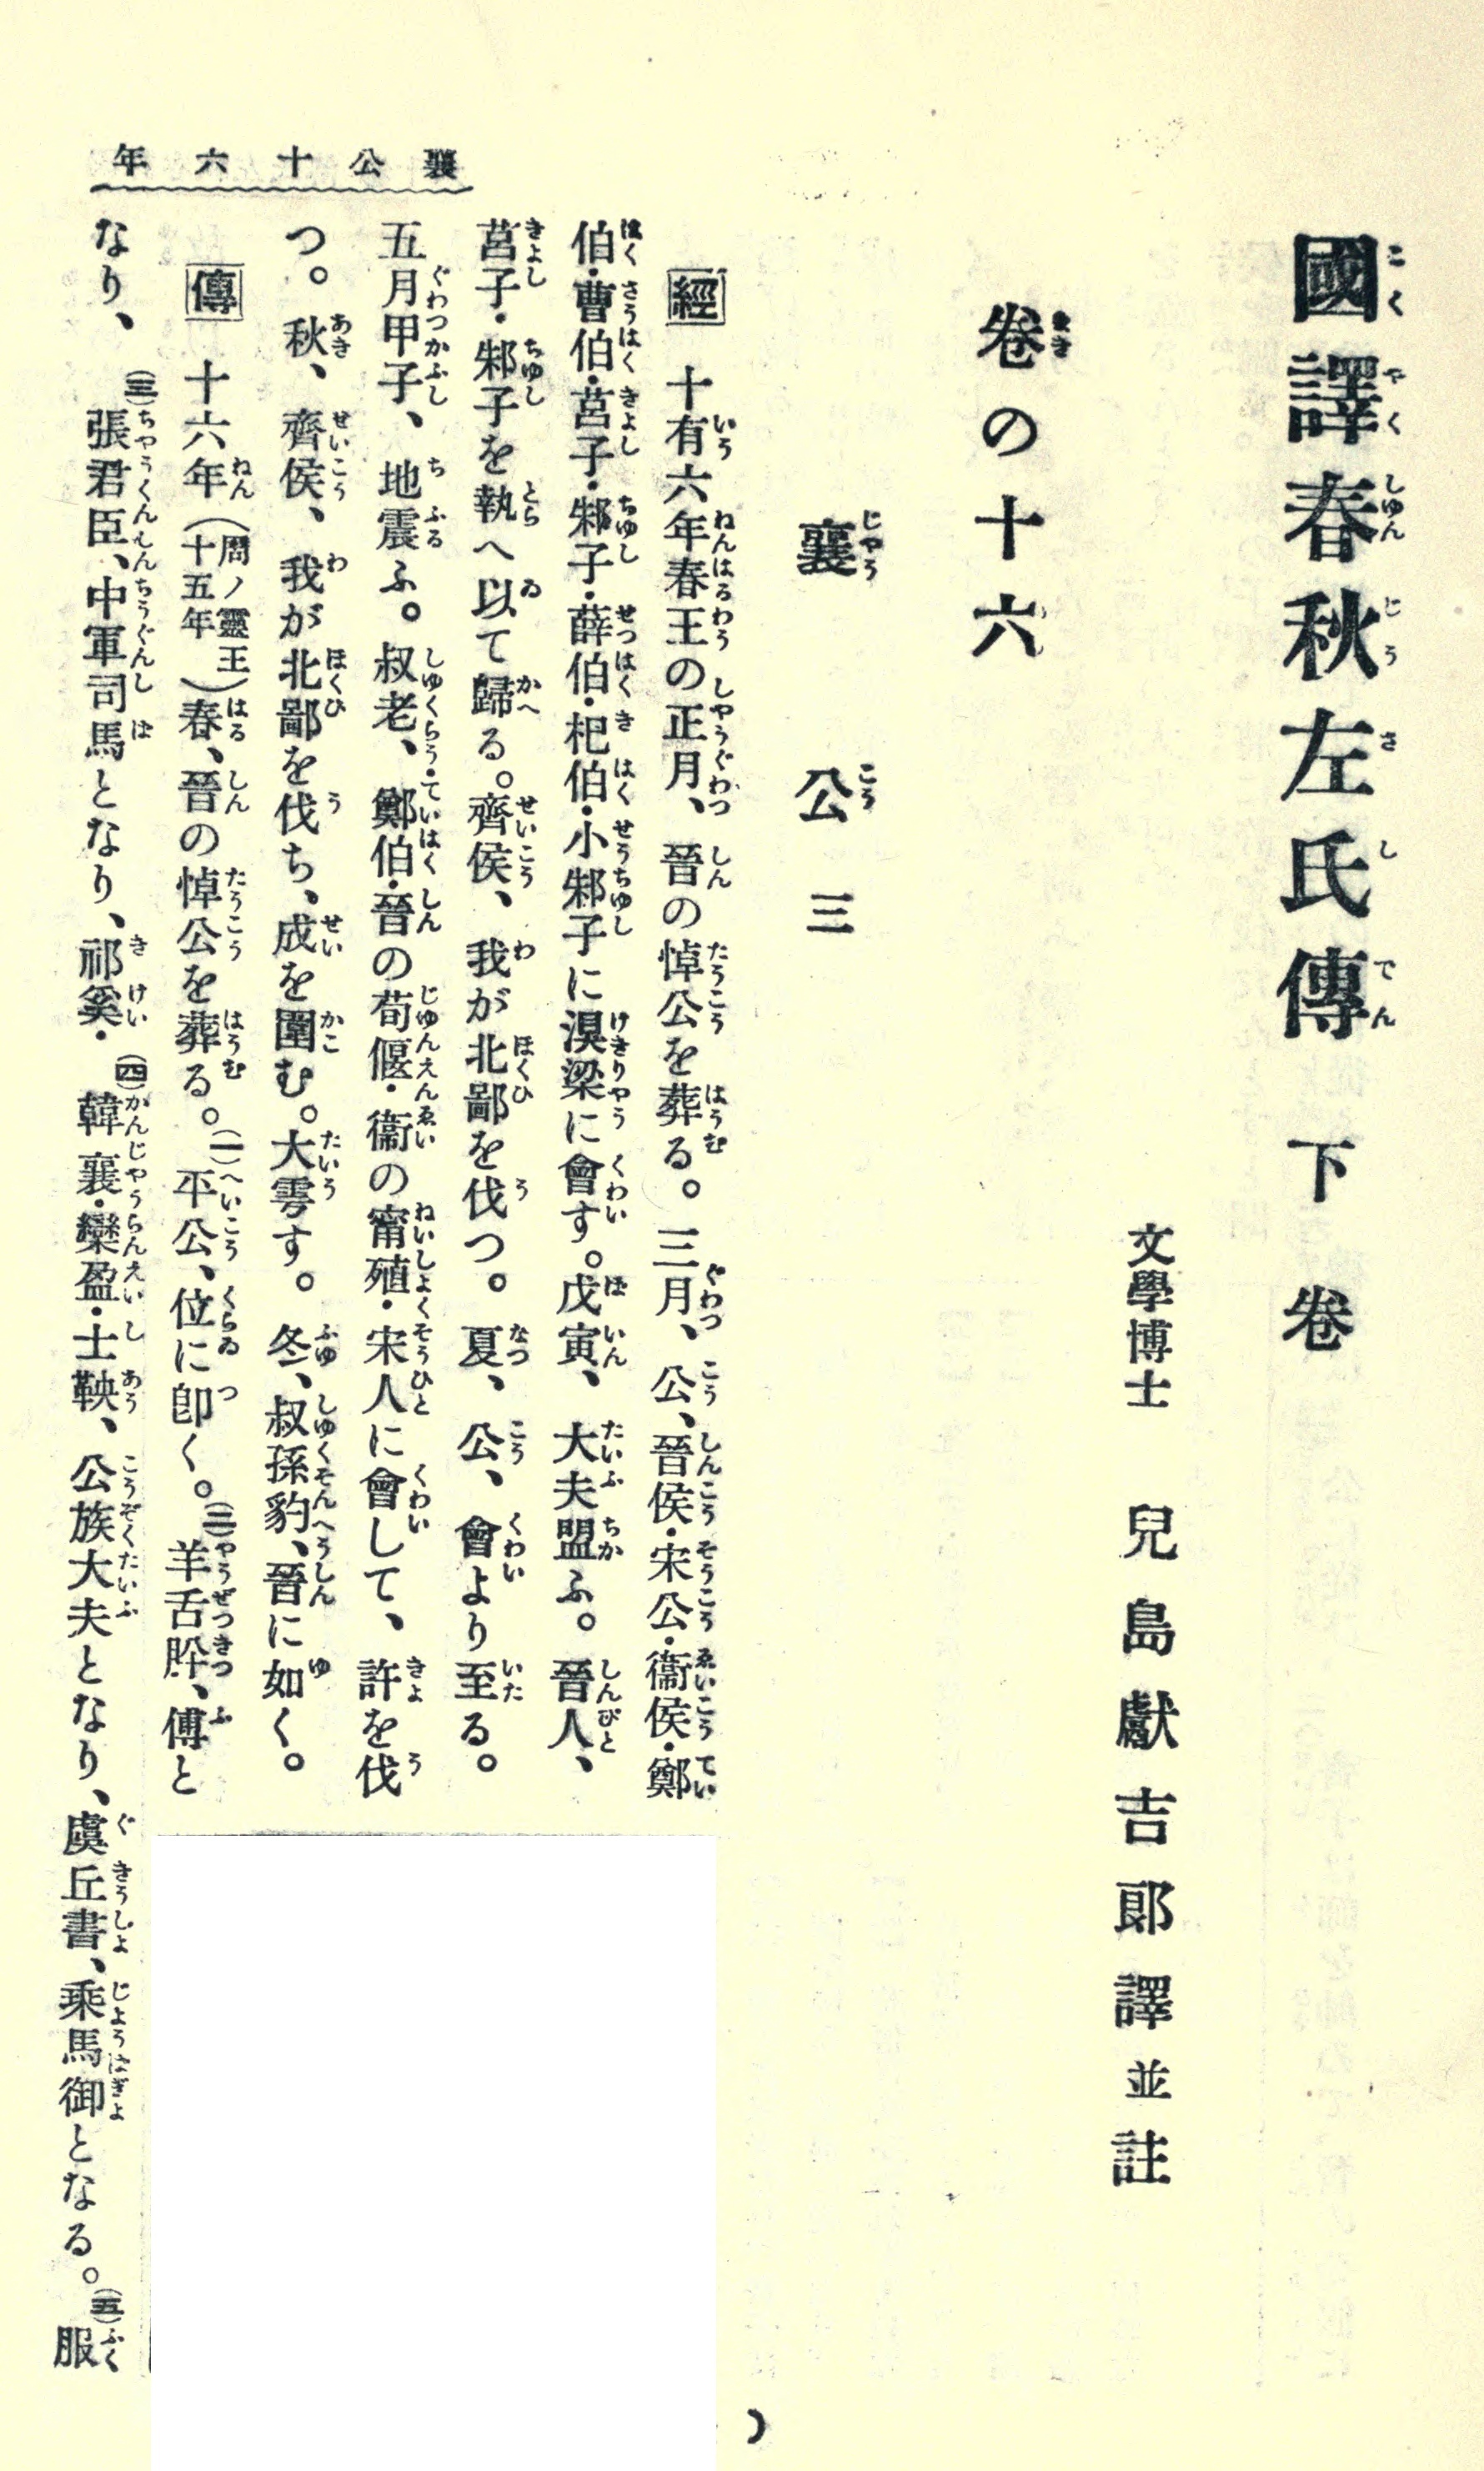 國譯春秋左氏傳 下卷
文學博士 兒島獻吉郎譯並註
卷の十六
襄公三
經 十有六年春王の正月、晉の悼公を葬る。三月、公、晉侯・宋公・衞侯・鄭
伯・曹伯・莒子・邾子・薛伯・杞伯・小邾子に湨梁に會す。戊寅、大夫盟ふ。晉人、
莒子・邾子を執へ以て歸る。齊侯、我が北鄙を伐つ。夏、公、會より至る。
五月甲子、地震ふ。叔老、鄭伯・晉の荀偃・衞の甯殖・宋人に會して、許を伐
つ。秋、齊侯、我が北鄙を伐ち、成を圍む。大雩す。冬、叔孫豹、晉に如く。
傳 十六年(周ノ靈王十五年)春、晉の悼公を葬る。(一)平公、位に卽く。(二)羊舌肸、傅と
なり、(三)張君臣、中軍司馬となり、祁奚・(四)韓襄・欒盈・士鞅、公族大夫となり、虞丘書、乘馬御となる。(五)服
襄公十六年